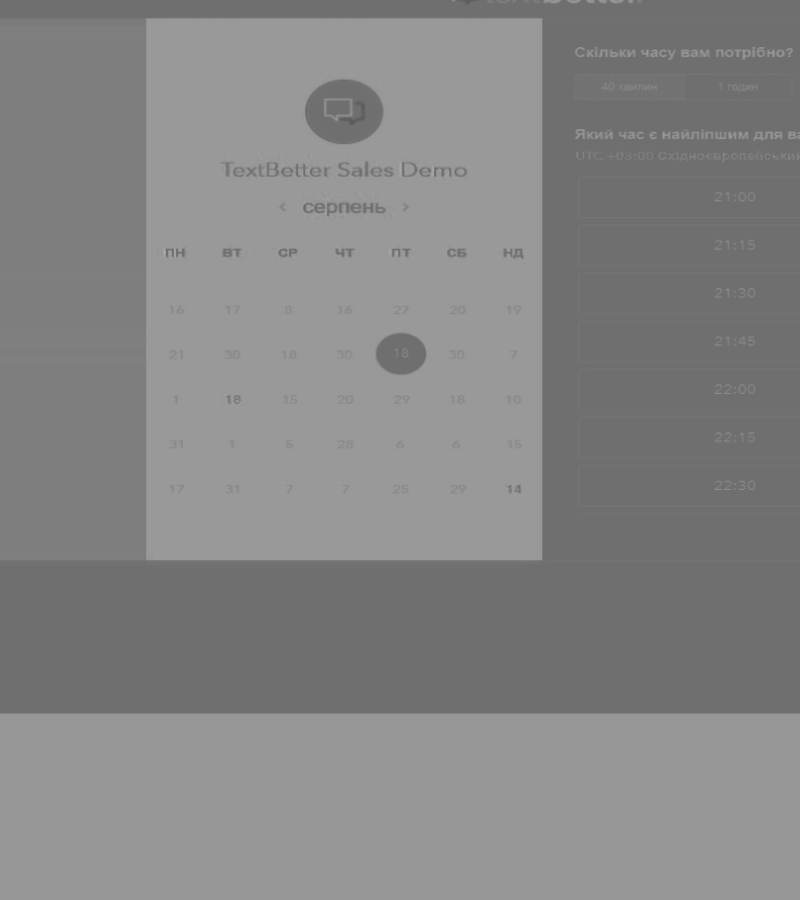 textbetter.
TextBetter Sales Demo
< серпень >
ПН ВТ СР ЧТ ПТ СБ НД
16 17 8 16 27 20 19
21 30 18 30 18 30 7
1 18 15 20 29 18 10
31 1 5 28 6 6 15
17 31 7 7 25 29 14
Скільки часу вам потрібно?
40 хвилин 1 годин
Який час є найліпшим для ва
UTC +03:00 Східноєвропейський
21:00
21:15
21:30
21:45
22:00
22:15
22:30